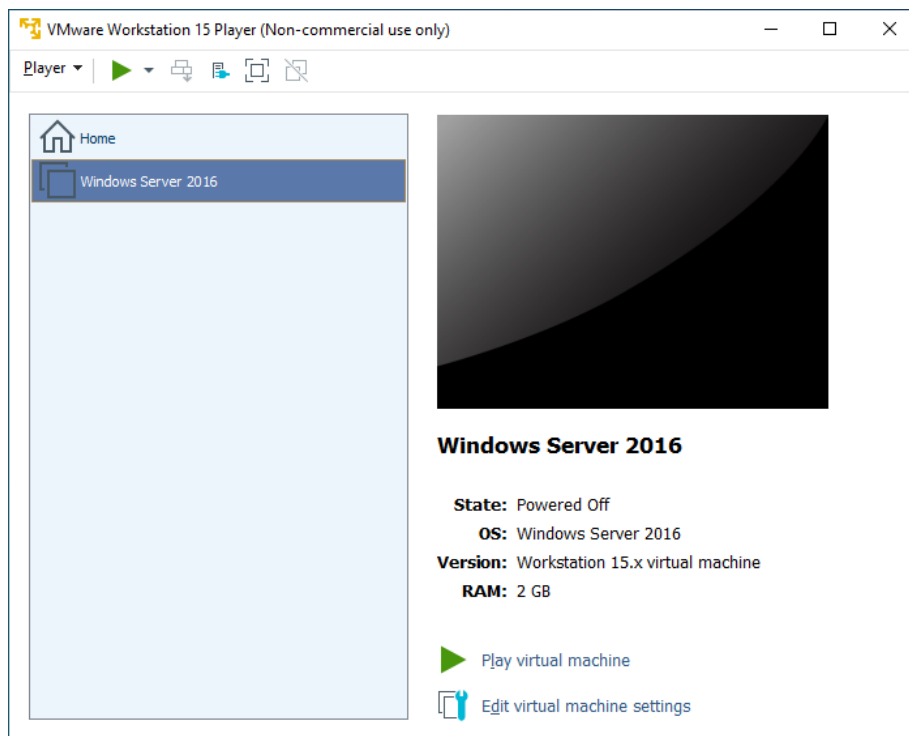 VMware Workstation 15 Player (Non-commercial use only)
Player
Home
Windows Server 2016
Windows Server 2016
State: Powered Off
OS: Windows Server 2016
Version: Workstation 15.x virtual machine
RAM: 2 GB
Play virtual machine
Edit virtual machine settings